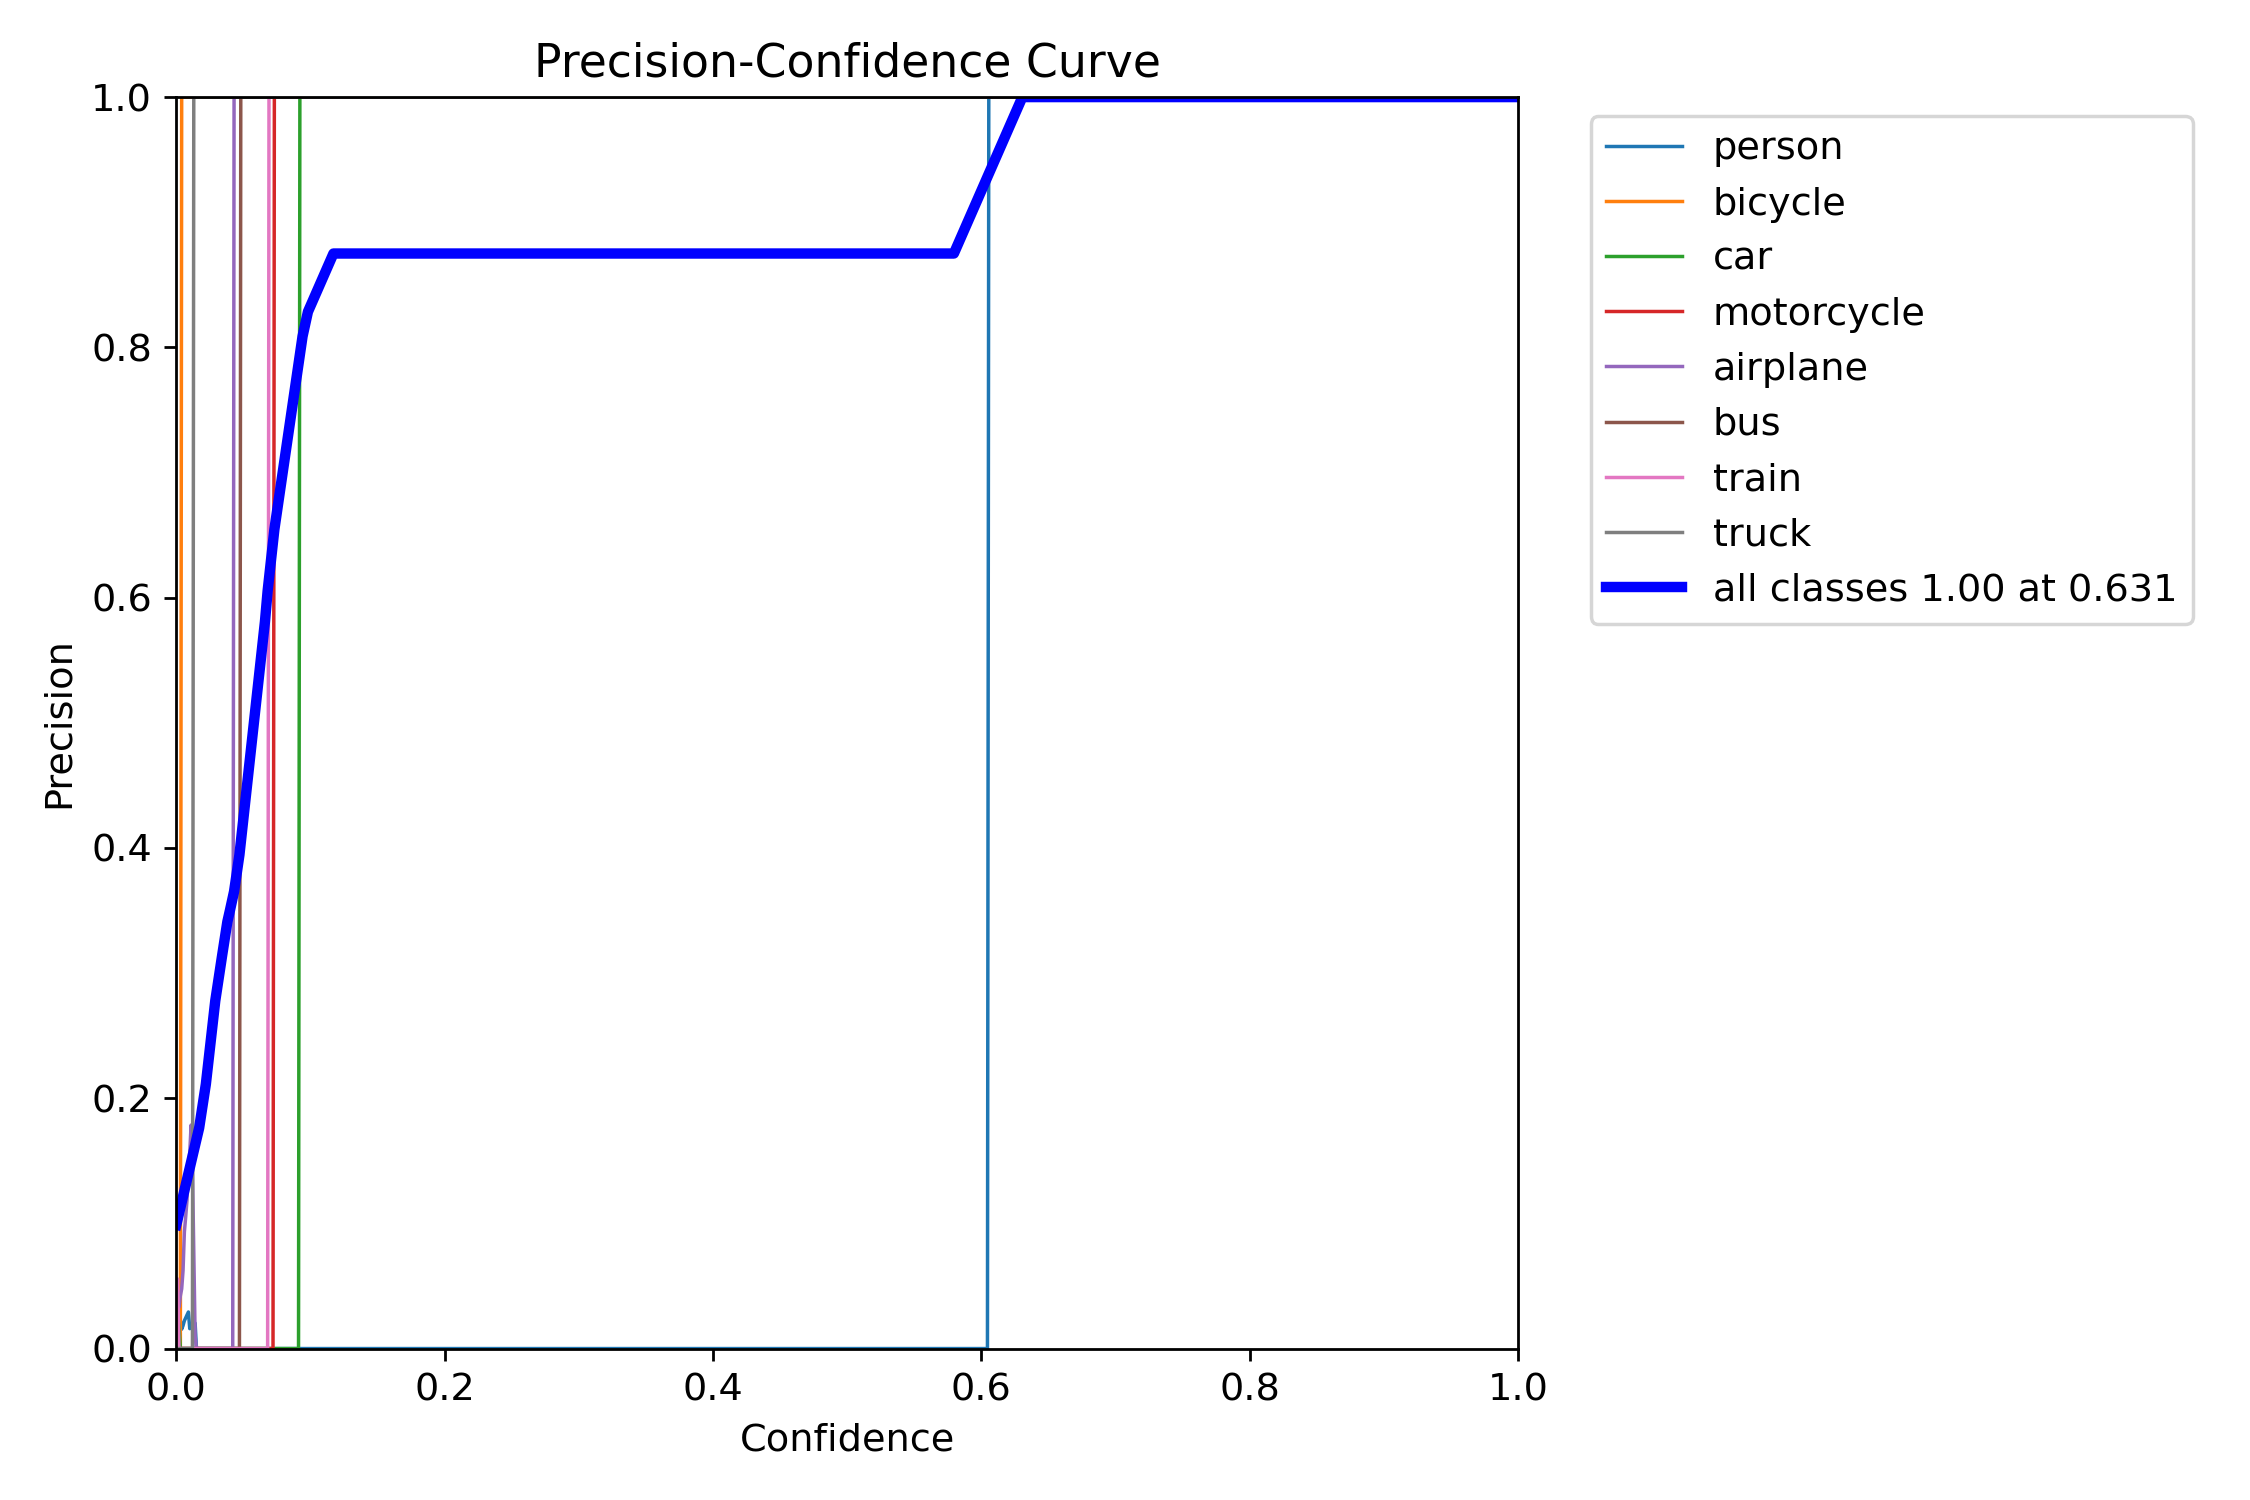 Precision-Confidence Curve
1.0
0.8
0.6
0.4
0.2
0.0
Precision
0.0 0.2 0.4 0.6 0.8 1.0
Confidence
person
bicycle
car
motorcycle
airplane
bus
train
truck
all classes 1.00 at 0.631